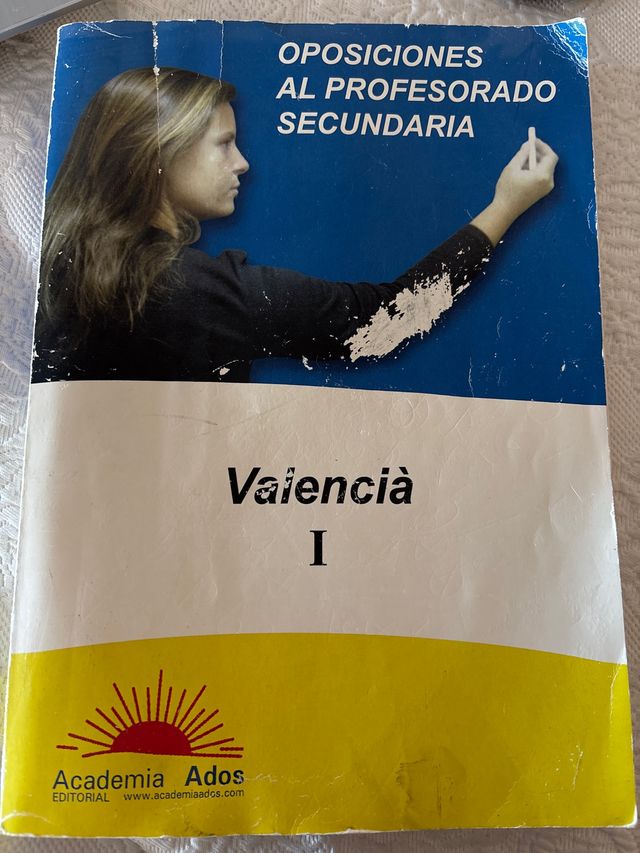 OPOSICIONES
AL PROFESORADO
SECUNDARIA
Valencià
I
Academia Ados
EDITORIAL www.academiaados.com